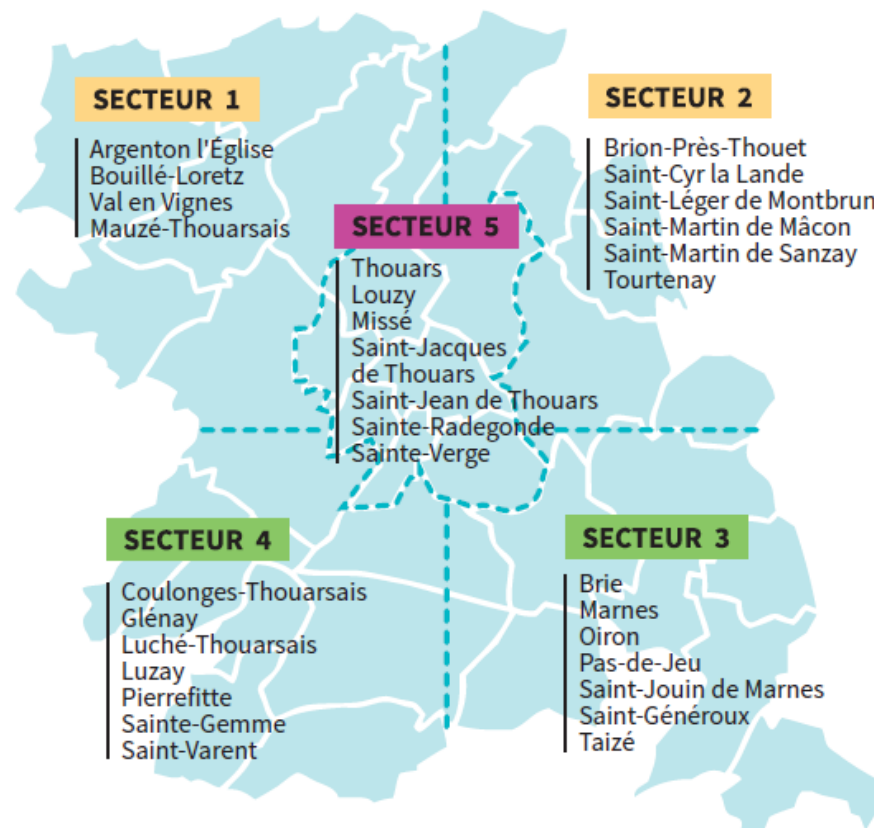 SECTEUR 1
Argenton l'Église
Bouillé-Loretz
Val en Vignes
Mauzé-Thouarsais
SECTEUR 2
Brion-Près-Thouet
Saint-Cyr la Lande
Saint-Léger de Montbrun
Saint-Martin de Mâcon
Saint-Martin de Sanzay
Tourtenay
SECTEUR 5
Thouars
Louzy
Missé
Saint-Jacques
de Thouars
Saint-Jean de Thouars
Sainte-Radegonde
Sainte-Verge
SECTEUR 4
Coulonges-Thouarsais
Glénay
Luché-Thouarsais
Luzay
Pierrefitte
Sainte-Gemme
Saint-Varent
SECTEUR 3
Brie
Marnes
Oiron
Pas-de-Jeu
Saint-Jouin de Marnes
Saint-Généroux
Taizé